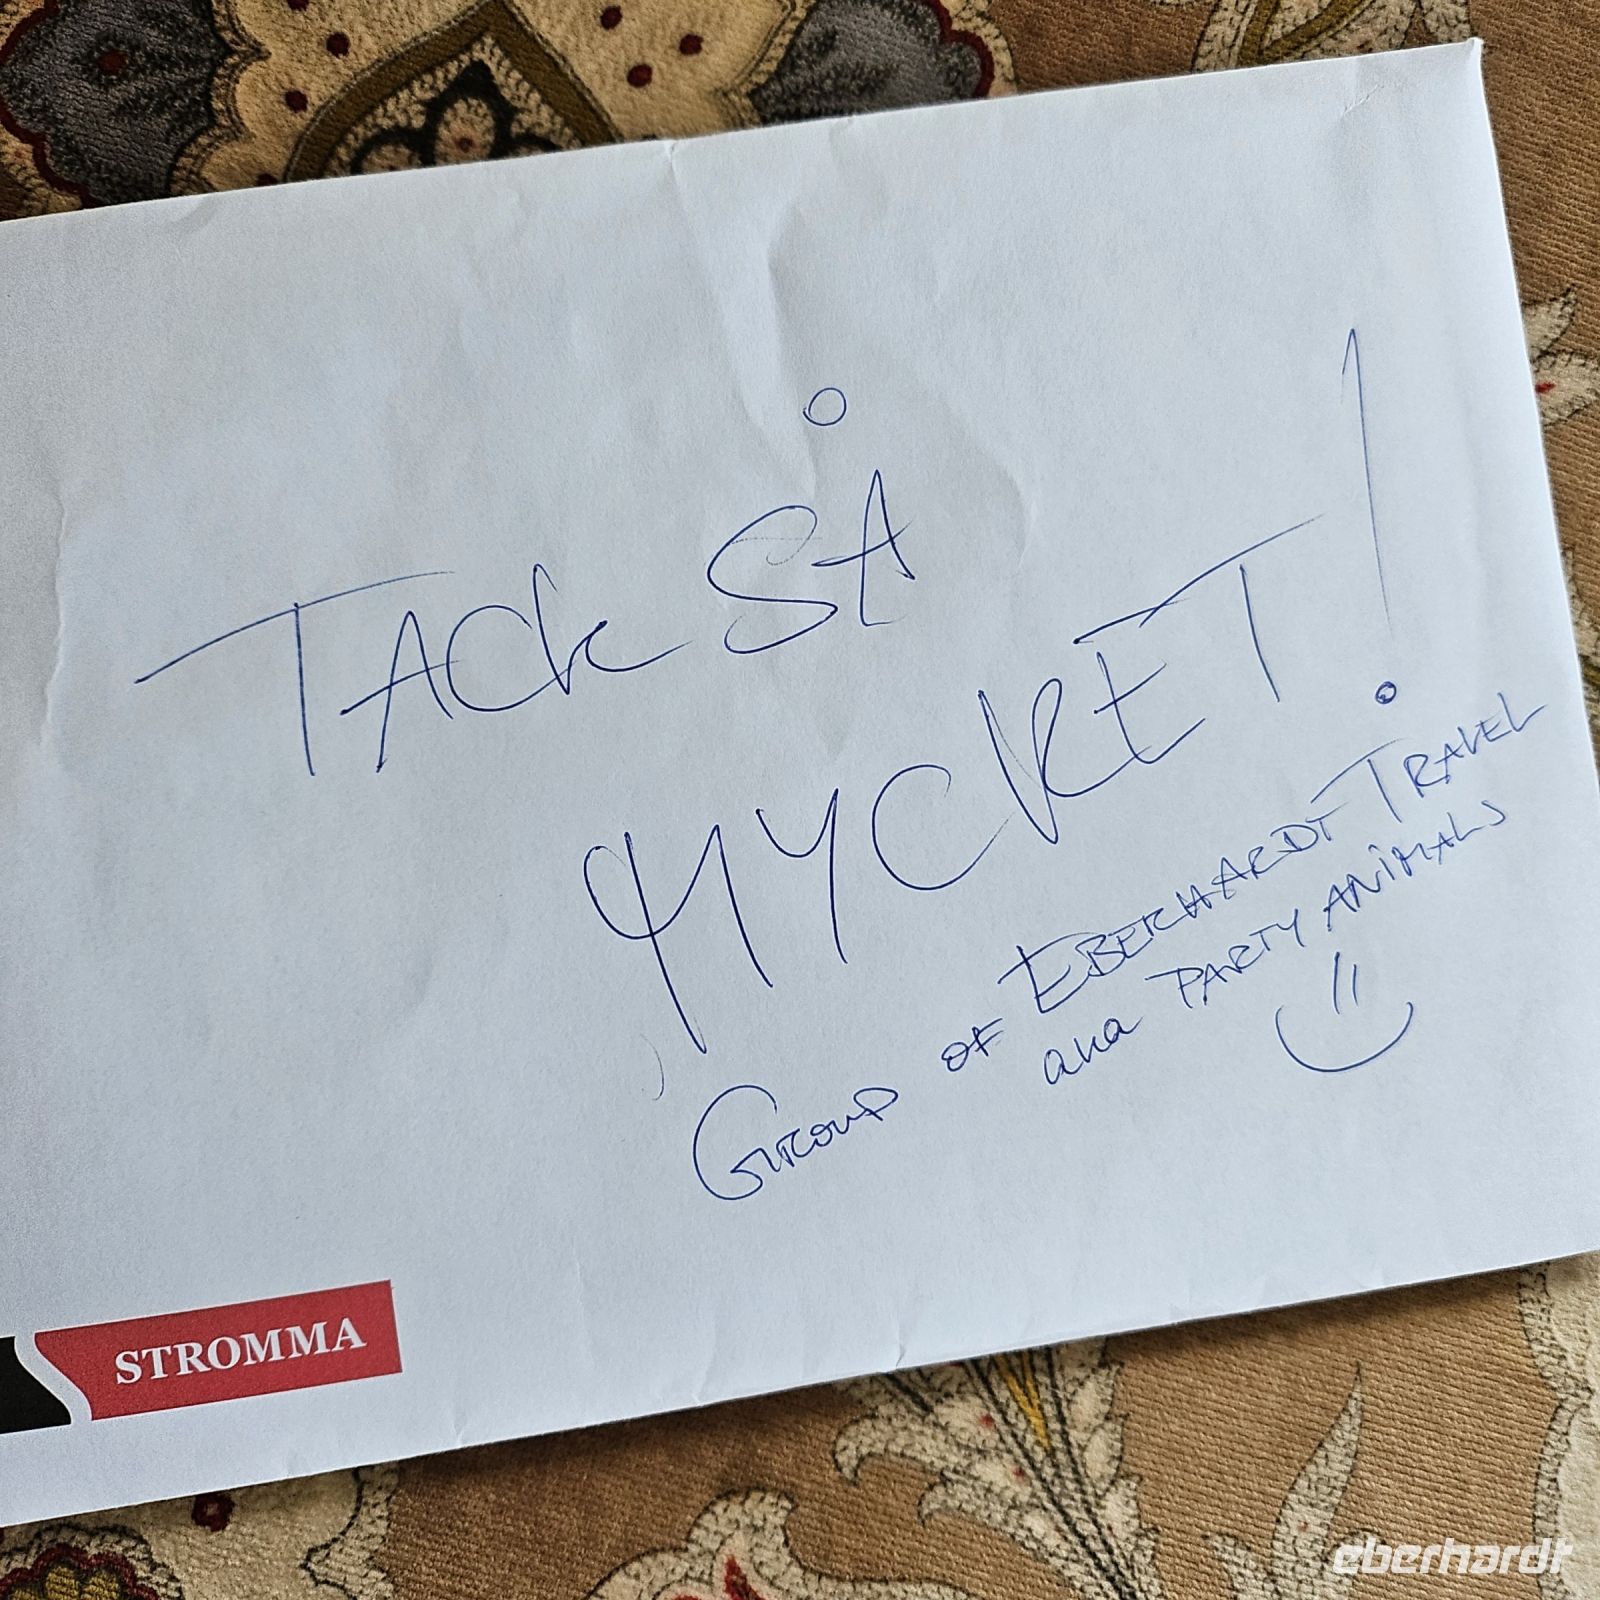 TACK SÅ
MYCKET!
GROUP OF EBERHARDT TRAVEL
aka PARTY ANIMALS
STROMMA
eberhardt